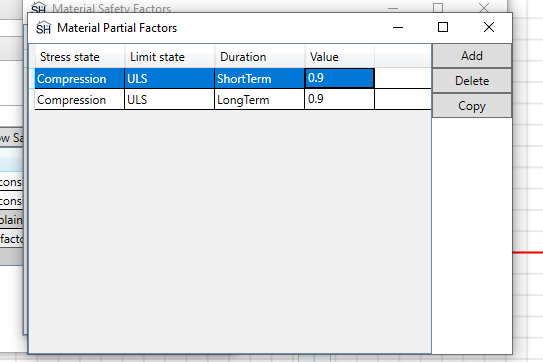 SH Material Safety Factors
SH Material Partial Factors
Stress state Limit state Duration Value
Compression ULS ShortTerm 0.9
Compression ULS LongTerm 0.9
Add
Delete
Copy
ow Sa
cons
cons
plain
facto